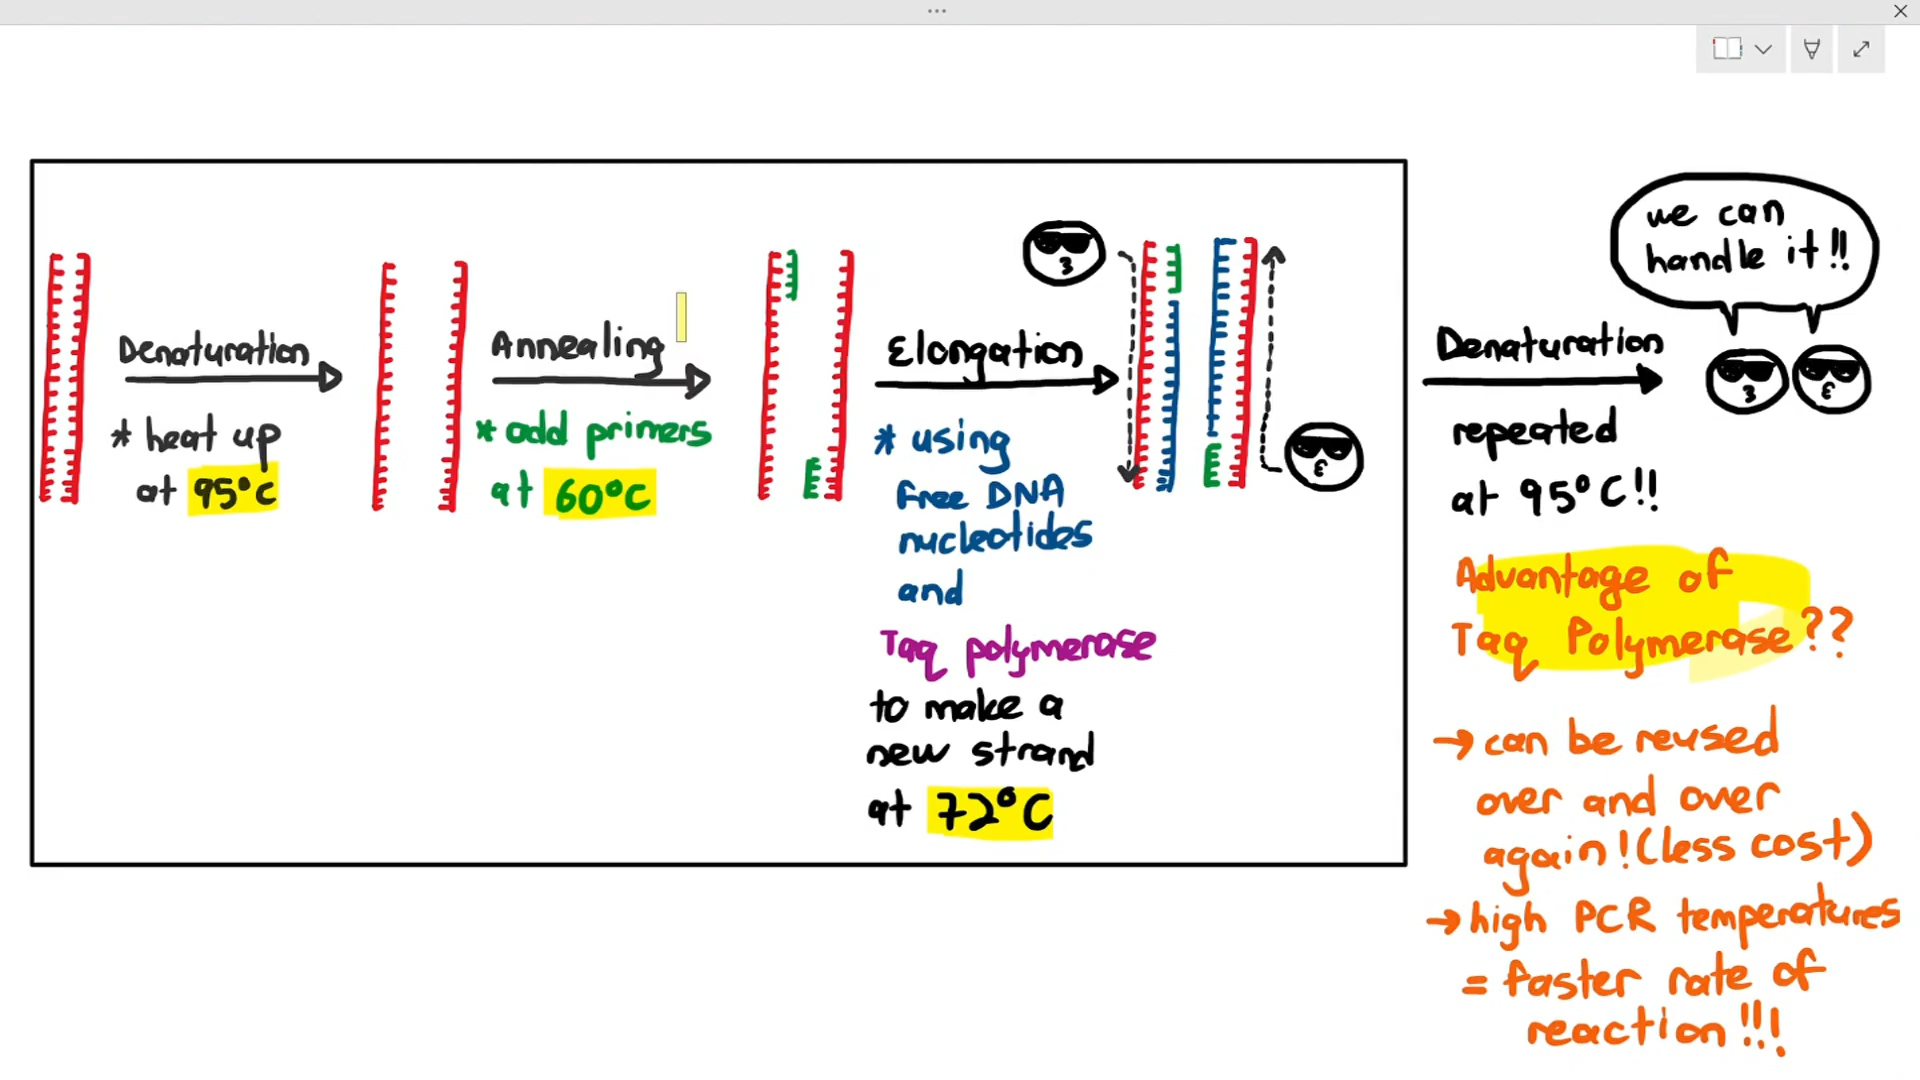 Denaturation
* heat up
at 95°C
Annealing
* add primers
at 60°C
Elongation
* using
free DNA
nucleotides
and
Taq polymerase
to make a
new strand
at 72°C
we can
handle it!!
Denaturation
repeated
at 95°C!!
Advantage of
Taq Polymerase??
→ can be reused
over and over
again! (less cost)
→ high PCR temperatures
= faster rate of
reaction!!!